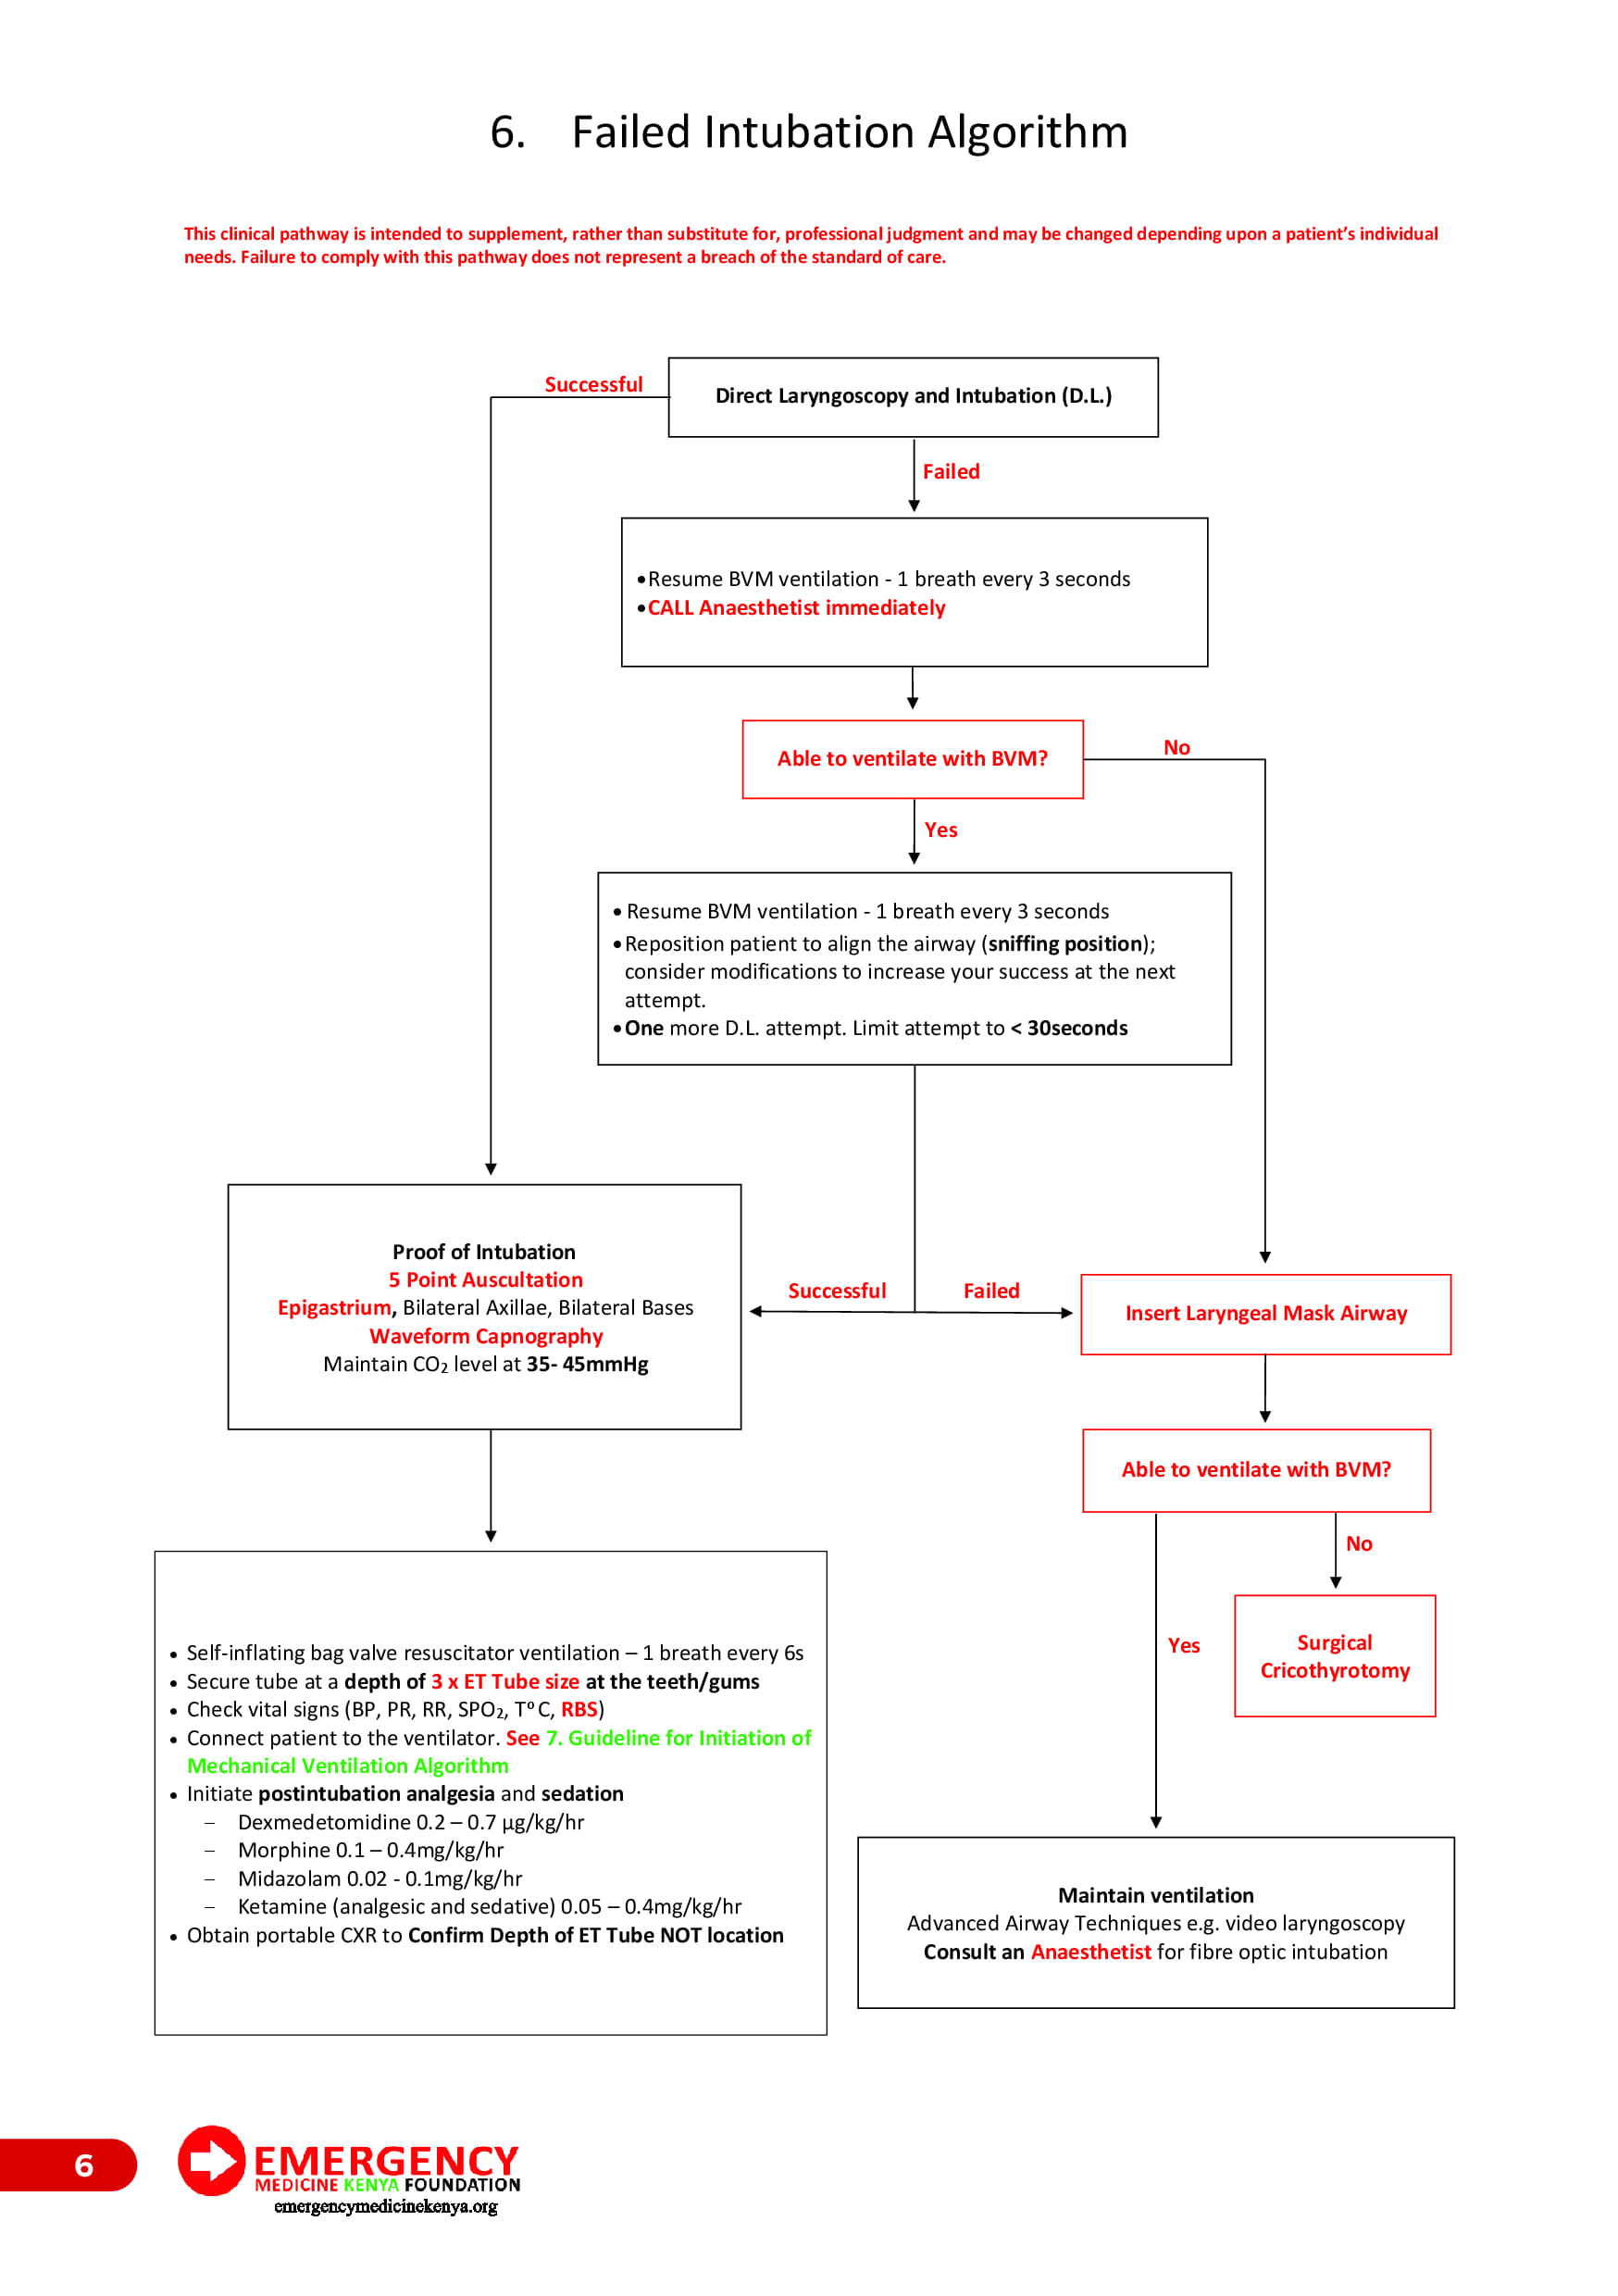 6. Failed Intubation Algorithm
This clinical pathway is intended to supplement, rather than substitute for, professional judgment and may be changed depending upon a patient’s individual
needs. Failure to comply with this pathway does not represent a breach of the standard of care.
Successful
Direct Laryngoscopy and Intubation (D.L.)
Failed
•Resume BVM ventilation - 1 breath every 3 seconds
•CALL Anaesthetist immediately
Able to ventilate with BVM?
No
Yes
• Resume BVM ventilation - 1 breath every 3 seconds
•Reposition patient to align the airway (sniffing position);
consider modifications to increase your success at the next
attempt.
•One more D.L. attempt. Limit attempt to < 30seconds
Proof of Intubation
5 Point Auscultation
Epigastrium, Bilateral Axillae, Bilateral Bases
Waveform Capnography
Maintain CO₂ level at 35- 45mmHg
Successful
Failed
Insert Laryngeal Mask Airway
Able to ventilate with BVM?
No
Yes
Surgical
Cricothyrotomy
• Self-inflating bag valve resuscitator ventilation – 1 breath every 6s
• Secure tube at a depth of 3 x ET Tube size at the teeth/gums
• Check vital signs (BP, PR, RR, SPO₂, Tº C, RBS)
• Connect patient to the ventilator. See 7. Guideline for Initiation of
Mechanical Ventilation Algorithm
• Initiate postintubation analgesia and sedation
– Dexmedetomidine 0.2 – 0.7 µg/kg/hr
– Morphine 0.1 – 0.4mg/kg/hr
– Midazolam 0.02 - 0.1mg/kg/hr
– Ketamine (analgesic and sedative) 0.05 – 0.4mg/kg/hr
• Obtain portable CXR to Confirm Depth of ET Tube NOT location
Maintain ventilation
Advanced Airway Techniques e.g. video laryngoscopy
Consult an Anaesthetist for fibre optic intubation
6
EMERGENCY
MEDICINE KENYA FOUNDATION
emergencymedicinekenya.org